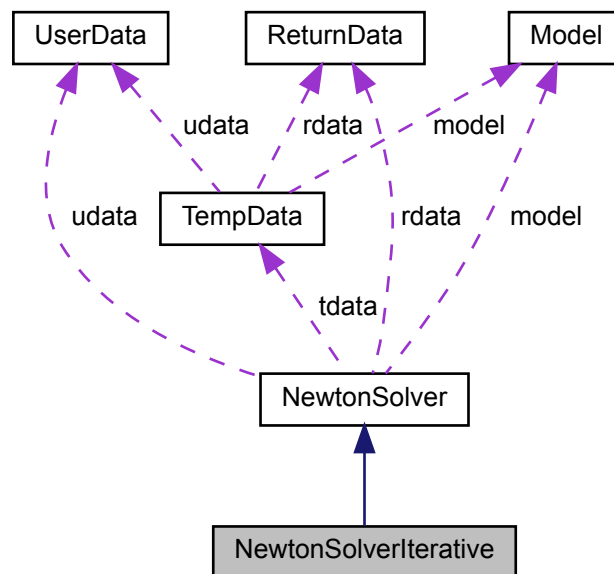 UserData
ReturnData
Model
udata
rdata
model
TempData
udata
rdata
model
tdata
NewtonSolver
NewtonSolverIterative